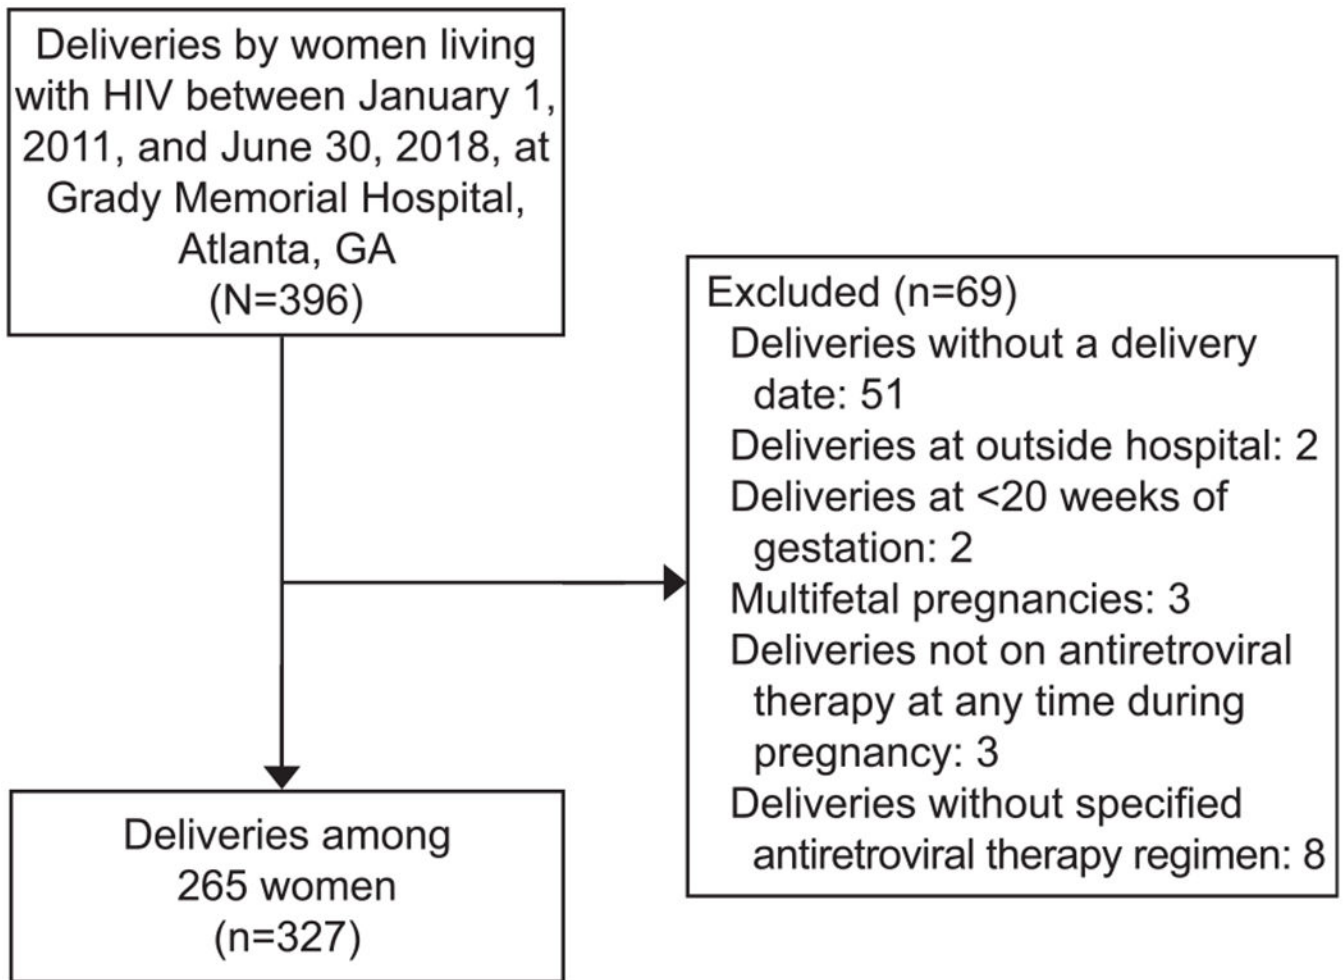 Deliveries by women living
with HIV between January 1,
2011, and June 30, 2018, at
Grady Memorial Hospital,
Atlanta, GA
(N=396)
Excluded (n=69)
Deliveries without a delivery
date: 51
Deliveries at outside hospital: 2
Deliveries at <20 weeks of
gestation: 2
Multifetal pregnancies: 3
Deliveries not on antiretroviral
therapy at any time during
pregnancy: 3
Deliveries without specified
antiretroviral therapy regimen: 8
Deliveries among
265 women
(n=327)